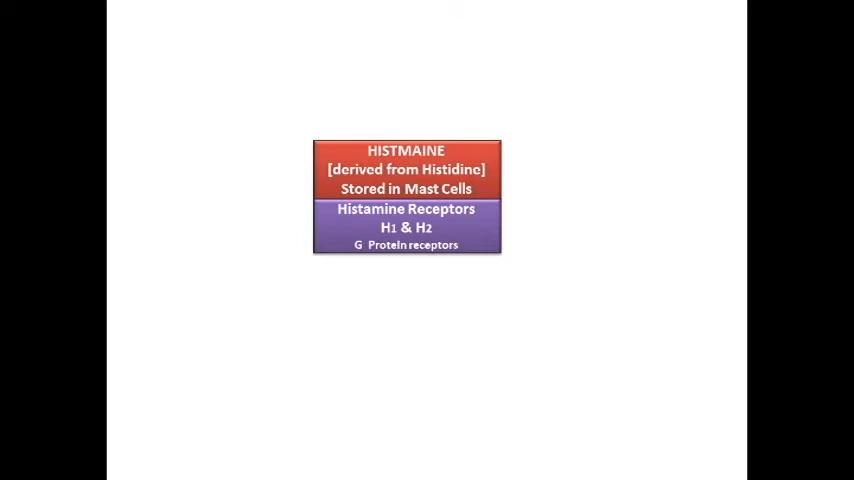 HISTMAINE
[derived from Histidine]
Stored in Mast Cells
Histamine Receptors
H1 & H2
G Protein receptors